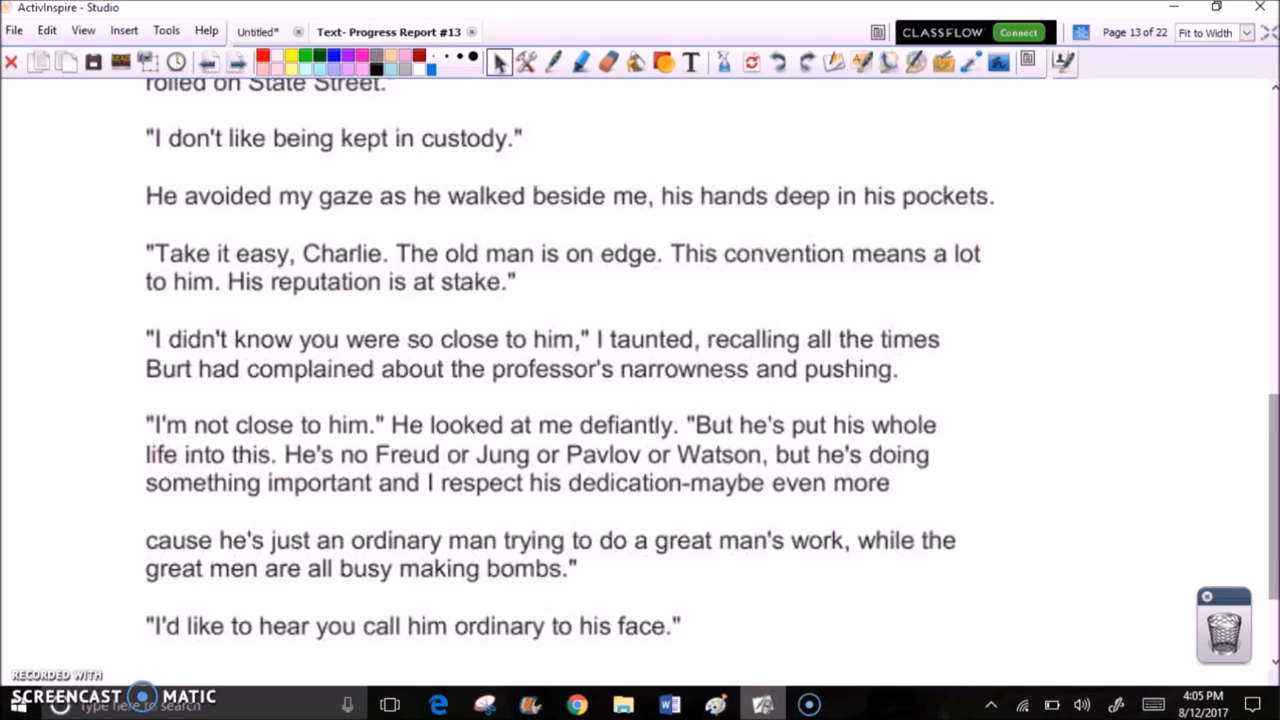 ActivInspire - Studio
File Edit View Insert Tools Help Untitled* Text- Progress Report #13 CLASSFLOW Connect Page 13 of 22 Fit to Width
rolled on State Street.
"I don't like being kept in custody."
He avoided my gaze as he walked beside me, his hands deep in his pockets.
"Take it easy, Charlie. The old man is on edge. This convention means a lot
to him. His reputation is at stake."
"I didn't know you were so close to him," I taunted, recalling all the times
Burt had complained about the professor's narrowness and pushing.
"I'm not close to him." He looked at me defiantly. "But he's put his whole
life into this. He's no Freud or Jung or Pavlov or Watson, but he's doing
something important and I respect his dedication-maybe even more
cause he's just an ordinary man trying to do a great man's work, while the
great men are all busy making bombs."
"I'd like to hear you call him ordinary to his face."
RECORDED WITH
SCREENCAST MATIC
Type here to search
4:05 PM
8/12/2017